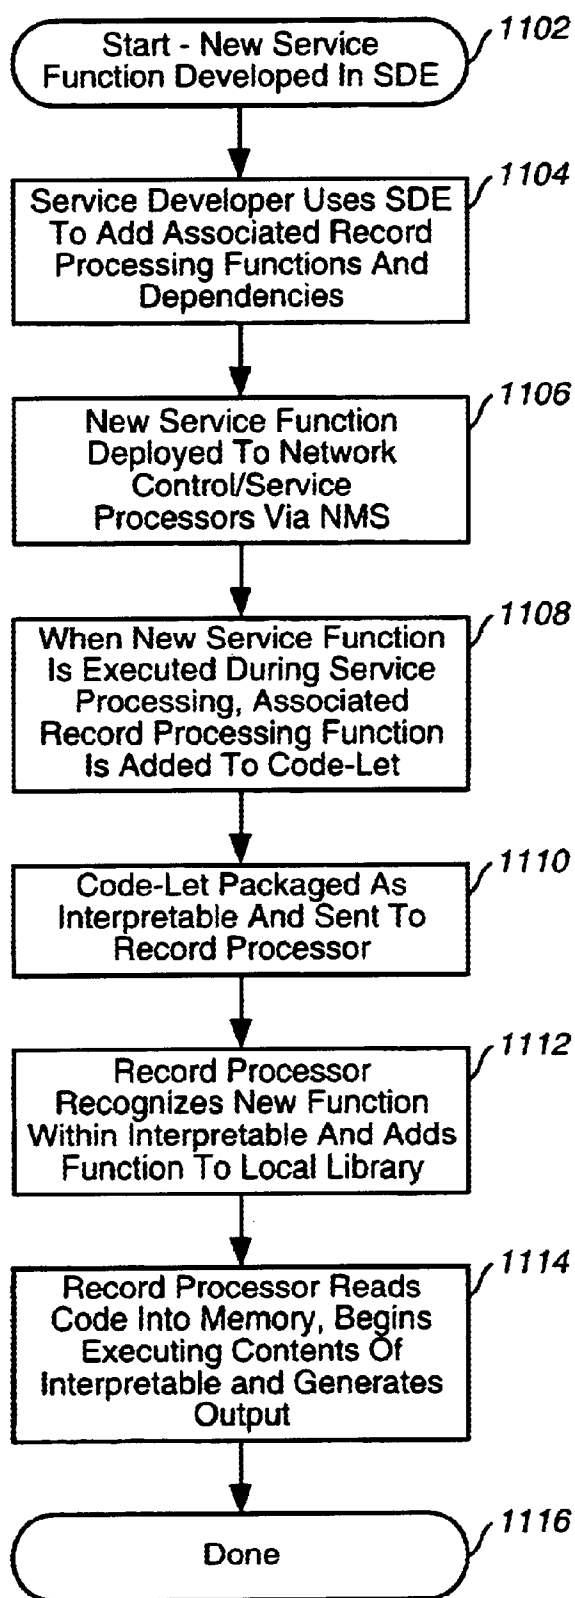 1102
Start - New Service
Function Developed In SDE
1104
Service Developer Uses SDE
To Add Associated Record
Processing Functions And
Dependencies
1106
New Service Function
Deployed To Network
Control/Service
Processors Via NMS
1108
When New Service Function
Is Executed During Service
Processing, Associated
Record Processing Function
Is Added To Code-Let
1110
Code-Let Packaged As
Interpretable And Sent To
Record Processor
1112
Record Processor
Recognizes New Function
Within Interpretable And Adds
Function To Local Library
1114
Record Processor Reads
Code Into Memory, Begins
Executing Contents Of
Interpretable and Generates
Output
1116
Done